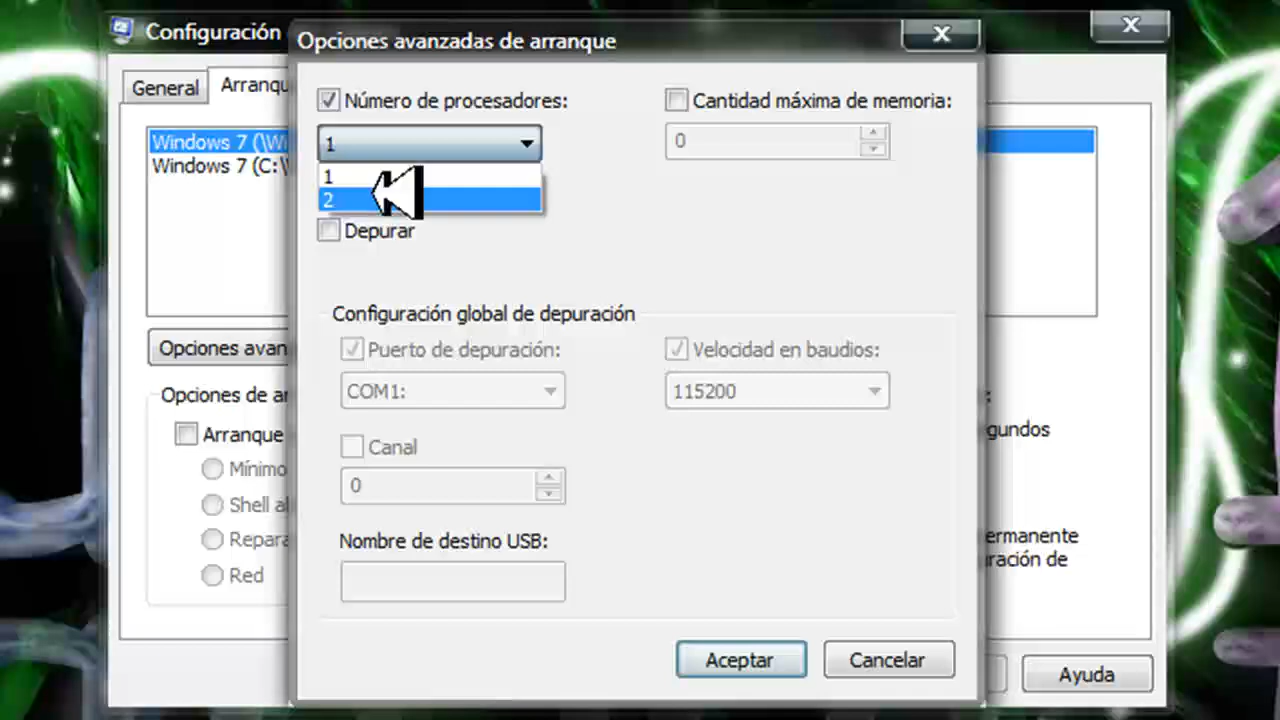 Configuración
Opciones avanzadas de arranque
General
Arranqu
Número de procesadores:
Cantidad máxima de memoria:
Windows 7 (\Wi
Windows 7 (C:\
1
0
1
2
Depurar
Configuración global de depuración
Opciones avan
Puerto de depuración:
Velocidad en baudios:
COM1:
115200
Opciones de ar
Arranque
gundos
Canal
Mínimo
0
Shell al
Repara
Nombre de destino USB:
ermanente
uración de
Red
Aceptar
Cancelar
Ayuda